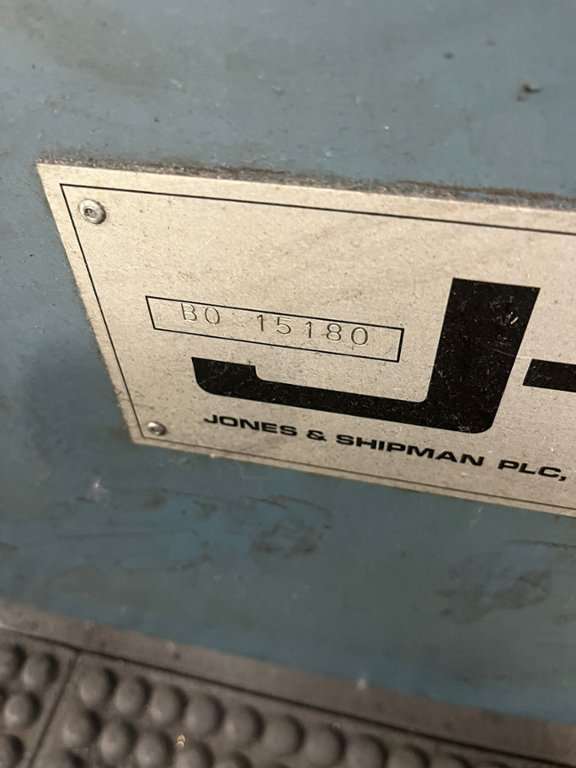 BO 15180
J-
JONES & SHIPMAN PLC,